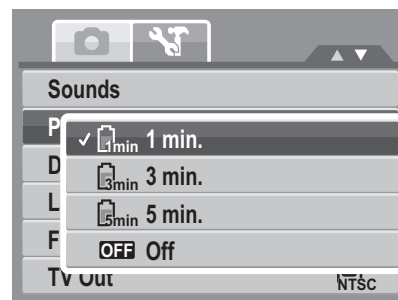 Sounds
P
1min 1 min.
D
3min 3 min.
L
5min 5 min.
F
OFF Off
TV Out NTSC